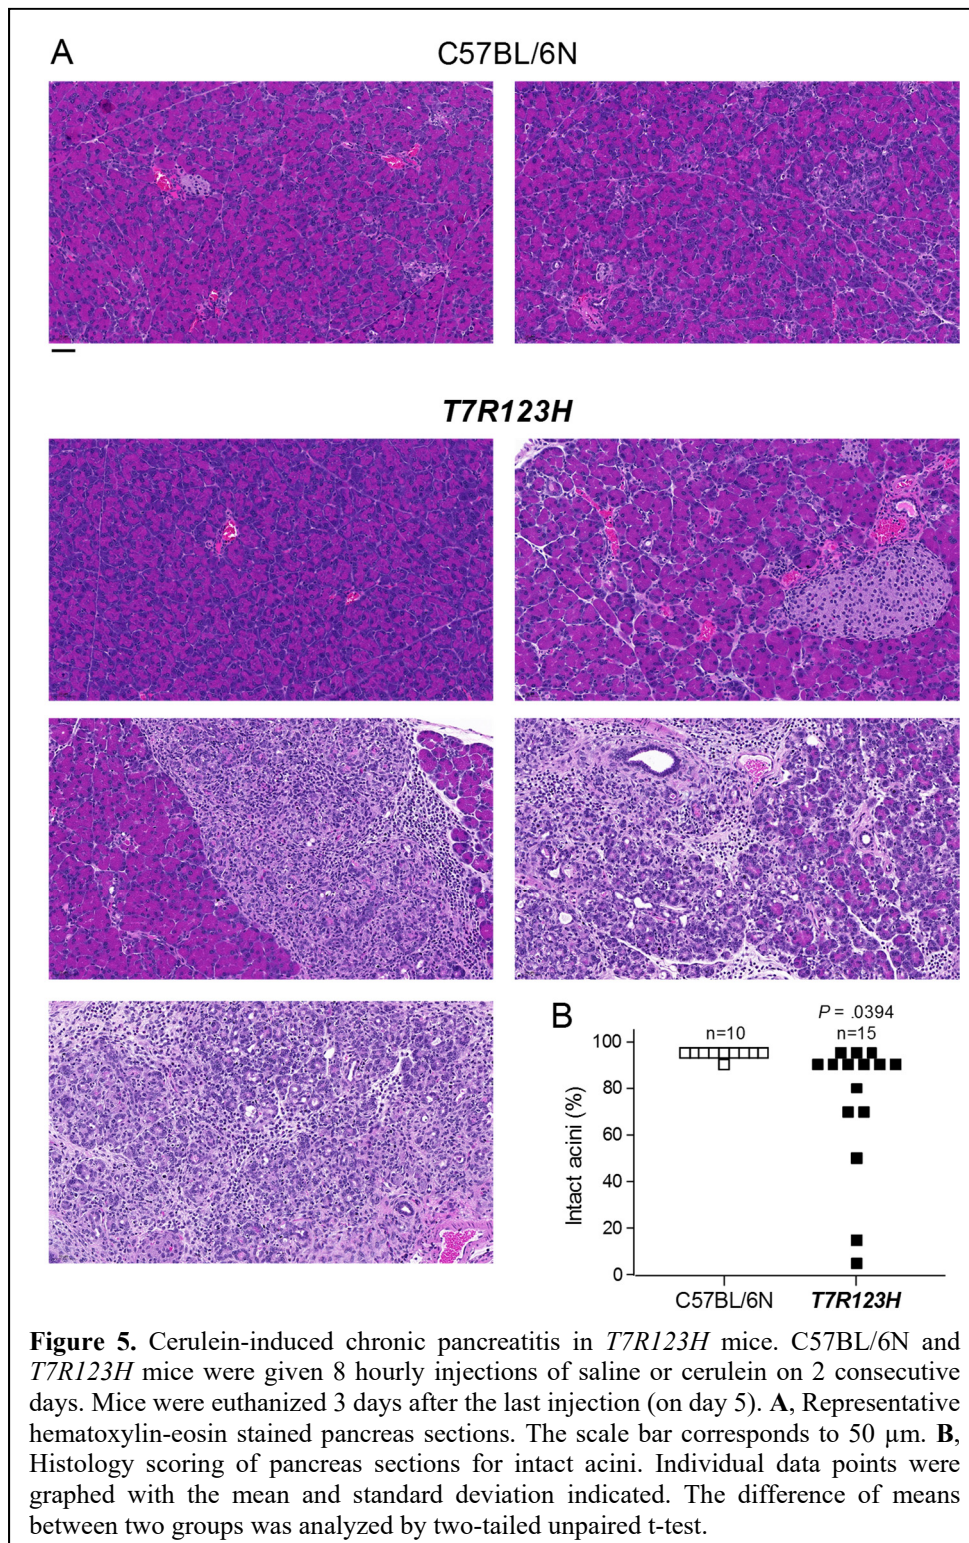 A
C57BL/6N
T7R123H
B
P = .0394
n=10
n=15
100
80
60
40
20
0
Intact acini (%)
C57BL/6N
T7R123H
Figure 5. Cerulein-induced chronic pancreatitis in T7R123H mice. C57BL/6N and
T7R123H mice were given 8 hourly injections of saline or cerulein on 2 consecutive
days. Mice were euthanized 3 days after the last injection (on day 5). A, Representative
hematoxylin-eosin stained pancreas sections. The scale bar corresponds to 50 µm. B,
Histology scoring of pancreas sections for intact acini. Individual data points were
graphed with the mean and standard deviation indicated. The difference of means
between two groups was analyzed by two-tailed unpaired t-test.